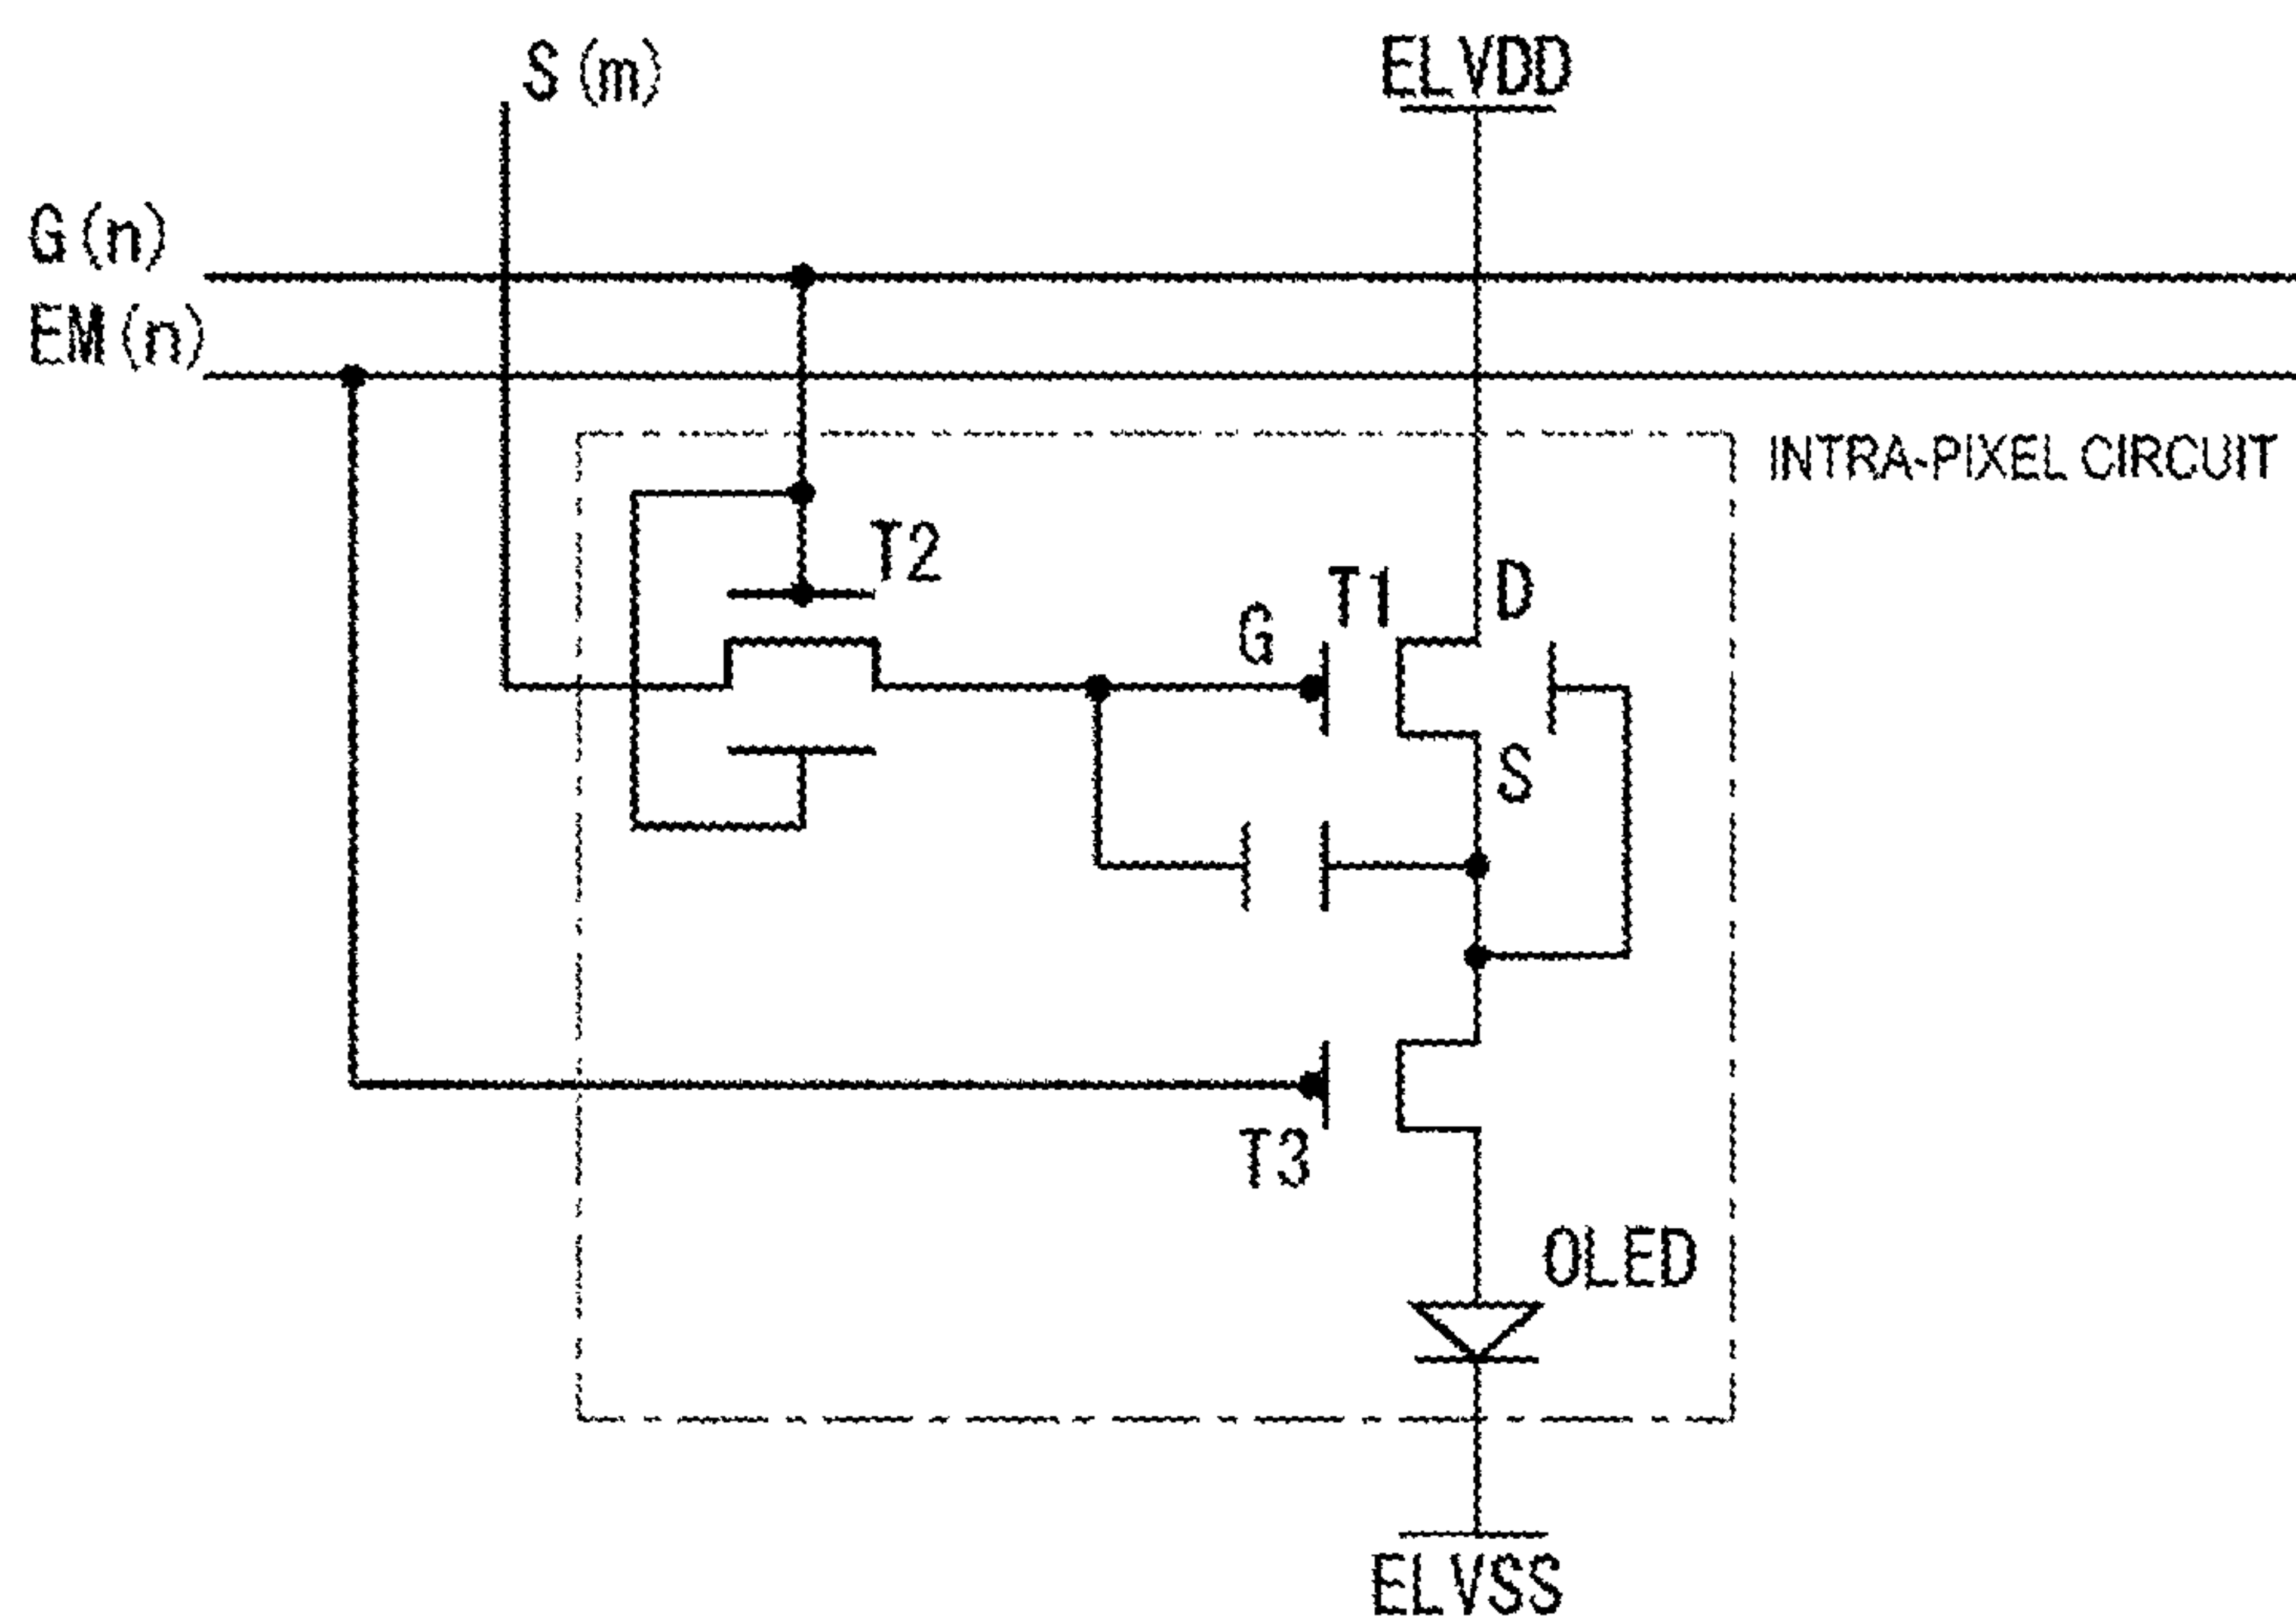 S(m)
ELVDD
G(n)
EM(n)
INTRA-PIXEL CIRCUIT
T2
T1
D
G
S
T3
OLED
ELVSS